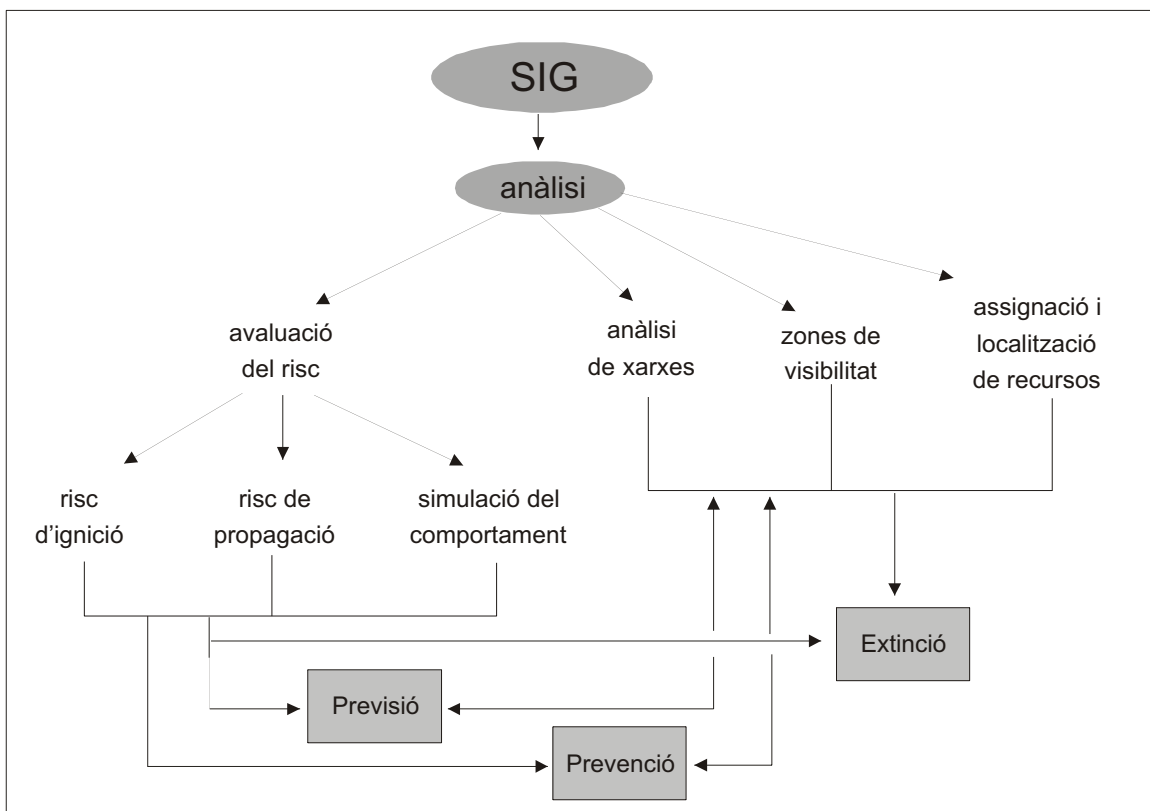 SIG
anàlisi
avaluació
del risc
anàlisi
de xarxes
zones de
visibilitat
assignació i
localització
de recursos
risc
d'ignició
risc de
propagació
simulació del
comportament
Extinció
Previsió
Prevenció